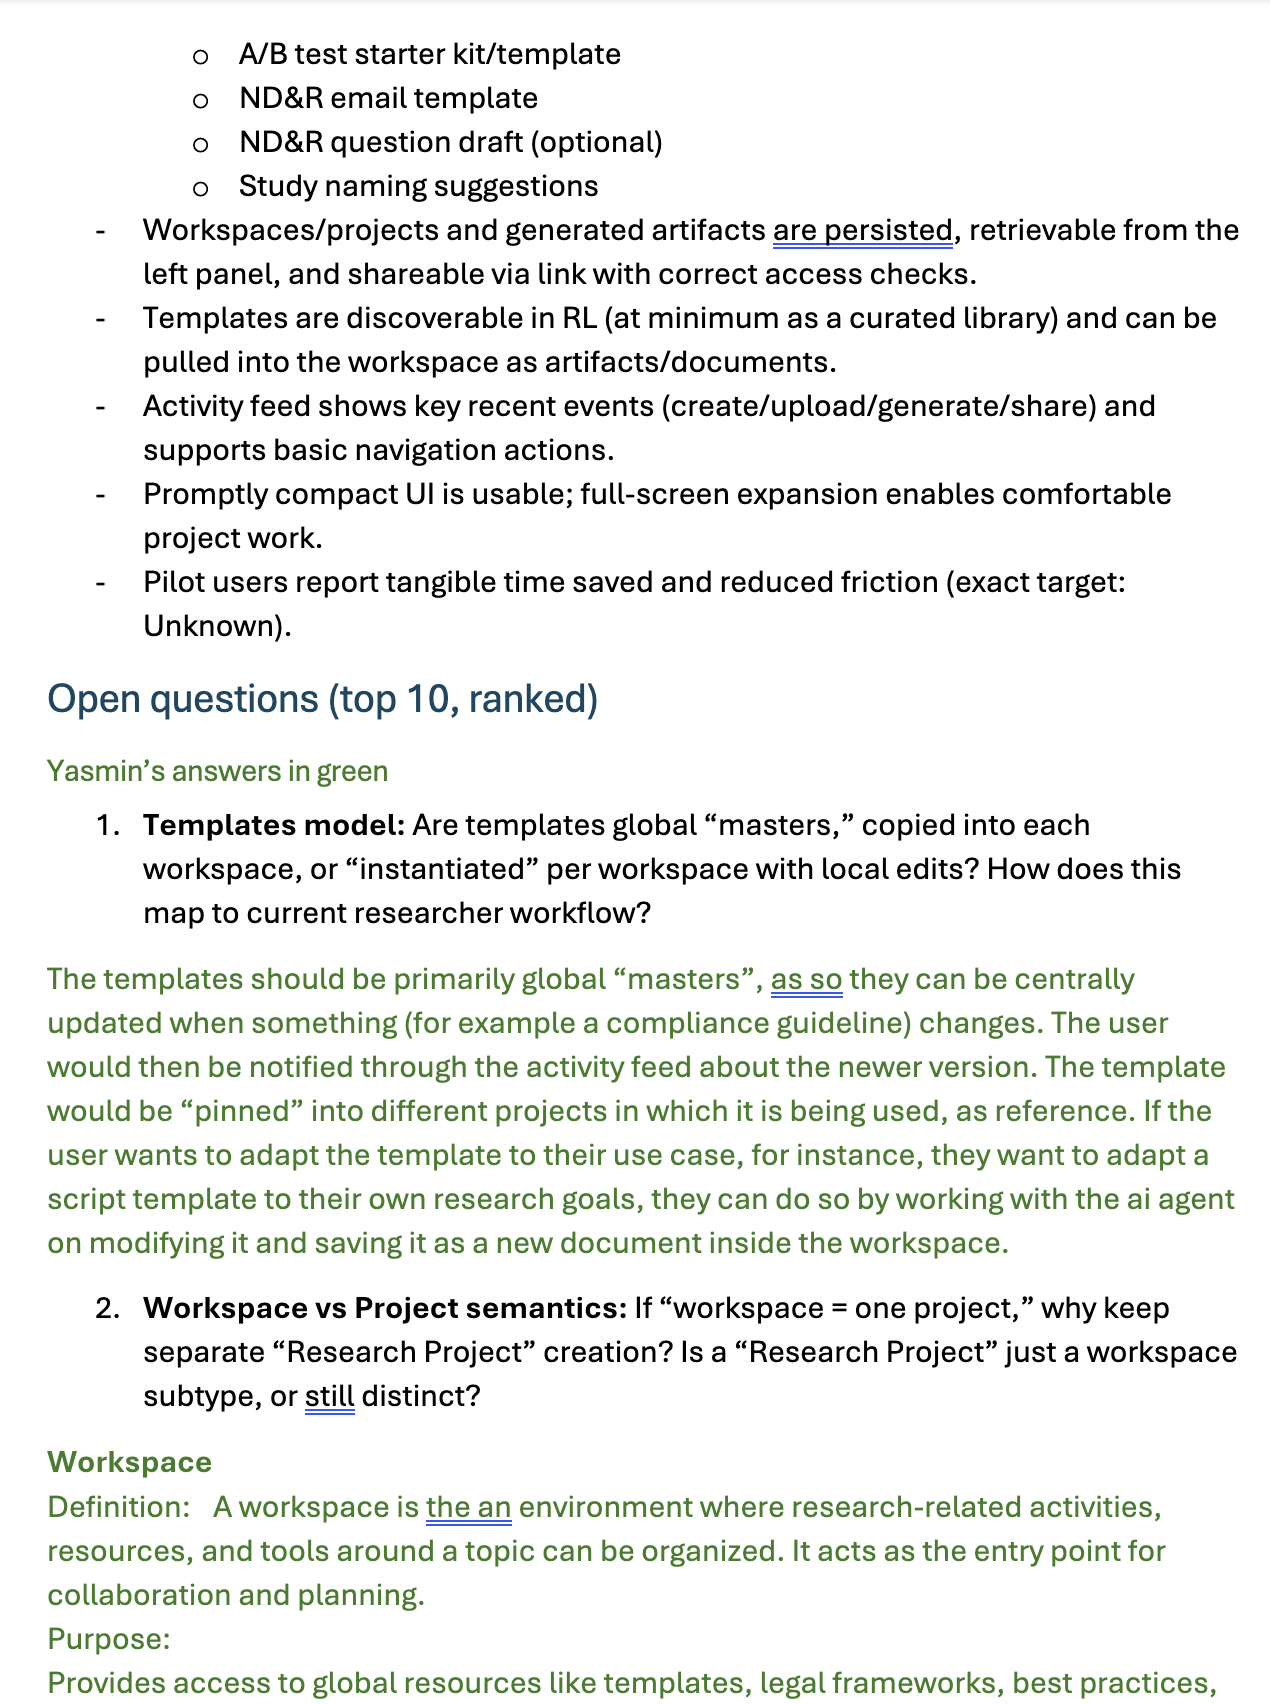 ○ A/B test starter kit/template
○ ND&R email template
○ ND&R question draft (optional)
○ Study naming suggestions
- Workspaces/projects and generated artifacts are persisted, retrievable from the
left panel, and shareable via link with correct access checks.
- Templates are discoverable in RL (at minimum as a curated library) and can be
pulled into the workspace as artifacts/documents.
- Activity feed shows key recent events (create/upload/generate/share) and
supports basic navigation actions.
- Promptly compact UI is usable; full-screen expansion enables comfortable
project work.
- Pilot users report tangible time saved and reduced friction (exact target:
Unknown).
Open questions (top 10, ranked)
Yasmin’s answers in green
1. Templates model: Are templates global “masters,” copied into each
workspace, or “instantiated” per workspace with local edits? How does this
map to current researcher workflow?
The templates should be primarily global “masters”, as so they can be centrally
updated when something (for example a compliance guideline) changes. The user
would then be notified through the activity feed about the newer version. The template
would be “pinned” into different projects in which it is being used, as reference. If the
user wants to adapt the template to their use case, for instance, they want to adapt a
script template to their own research goals, they can do so by working with the ai agent
on modifying it and saving it as a new document inside the workspace.
2. Workspace vs Project semantics: If “workspace = one project,” why keep
separate “Research Project” creation? Is a “Research Project” just a workspace
subtype, or still distinct?
Workspace
Definition: A workspace is the an environment where research-related activities,
resources, and tools around a topic can be organized. It acts as the entry point for
collaboration and planning.
Purpose:
Provides access to global resources like templates, legal frameworks, best practices,